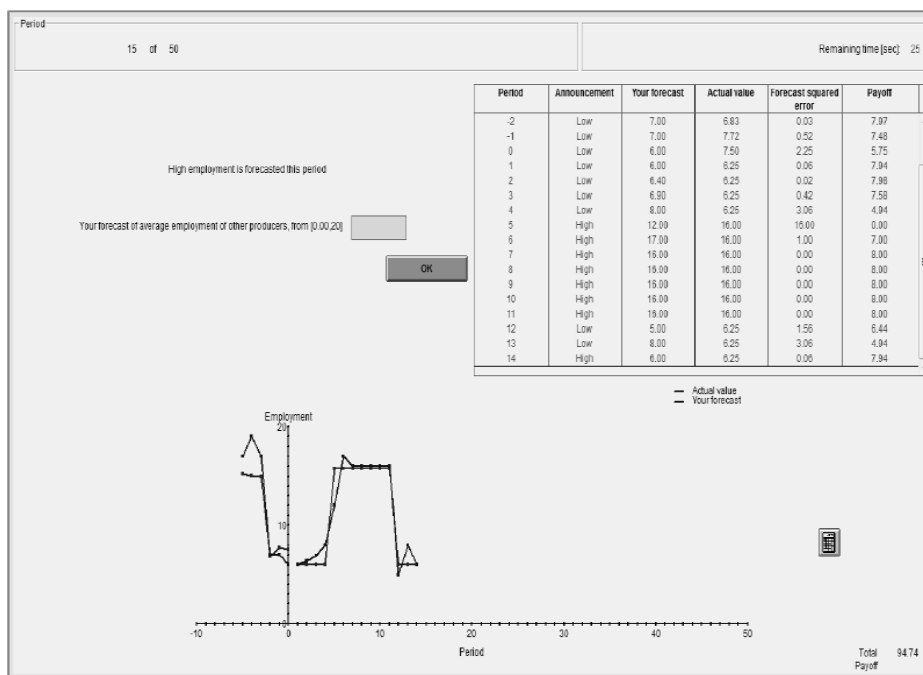 Period
15 of 50
Remaining time [sec]: 25
High employment is forecasted this period
Your forecast of average employment of other producers, from [0.00,20]
OK
Period Announcement Your forecast Actual value Forecast squared error Payoff
-2 Low 7.00 6.83 0.03 7.97
-1 Low 7.00 7.72 0.52 7.48
0 Low 6.00 7.50 2.25 5.75
1 Low 6.00 6.25 0.06 7.94
2 Low 6.40 6.25 0.02 7.98
3 Low 6.90 6.25 0.42 7.58
4 Low 8.00 6.25 3.06 4.94
5 High 12.00 16.00 16.00 0.00
6 High 17.00 16.00 1.00 7.00
7 High 16.00 16.00 0.00 8.00
8 High 16.00 16.00 0.00 8.00
9 High 16.00 16.00 0.00 8.00
10 High 16.00 16.00 0.00 8.00
11 High 16.00 16.00 0.00 8.00
12 Low 5.00 6.25 1.56 6.44
13 Low 8.00 6.25 3.06 4.94
14 High 6.00 6.25 0.06 7.94
Actual value
Your forecast
Employment
20
10
0
-10 0 10 20 30 40 50
Period
Total Payoff 94.74